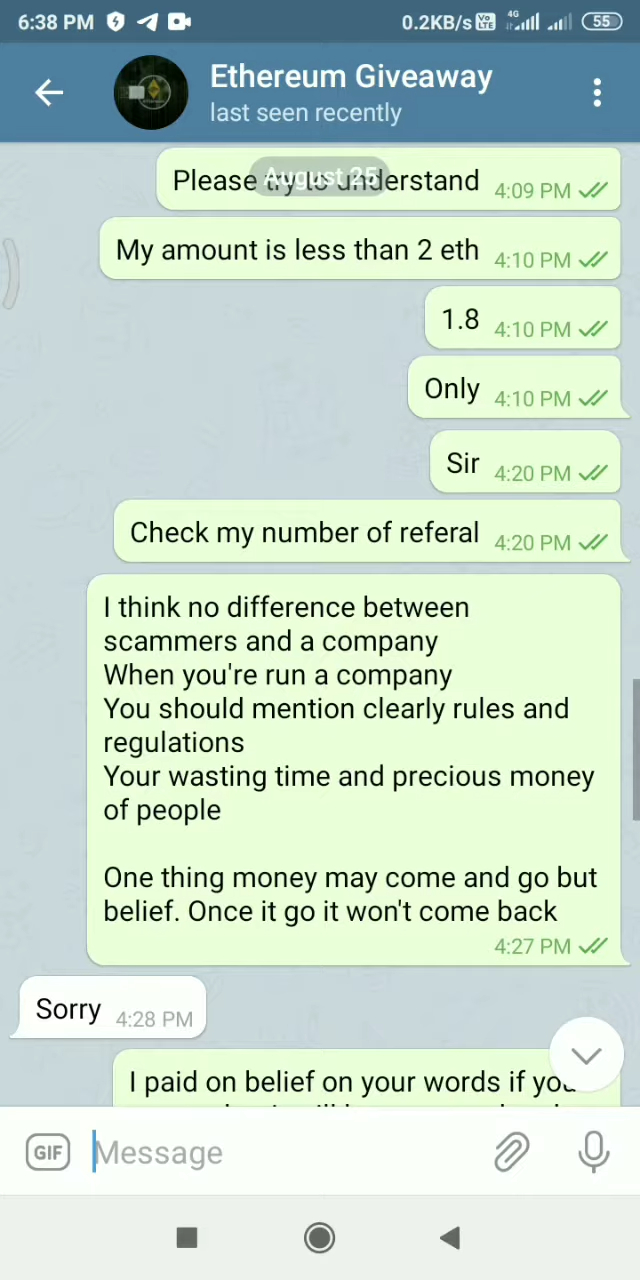 6:38 PM 0.2KB/s Vo LTE 4G 55
Ethereum Giveaway
last seen recently
August 25
Please try to understand 4:09 PM
My amount is less than 2 eth 4:10 PM
1.8 4:10 PM
Only 4:10 PM
Sir 4:20 PM
Check my number of referal 4:20 PM
I think no difference between
scammers and a company
When you're run a company
You should mention clearly rules and
regulations
Your wasting time and precious money
of people
One thing money may come and go but
belief. Once it go it won't come back
4:27 PM
Sorry 4:28 PM
I paid on belief on your words if you
GIF Message